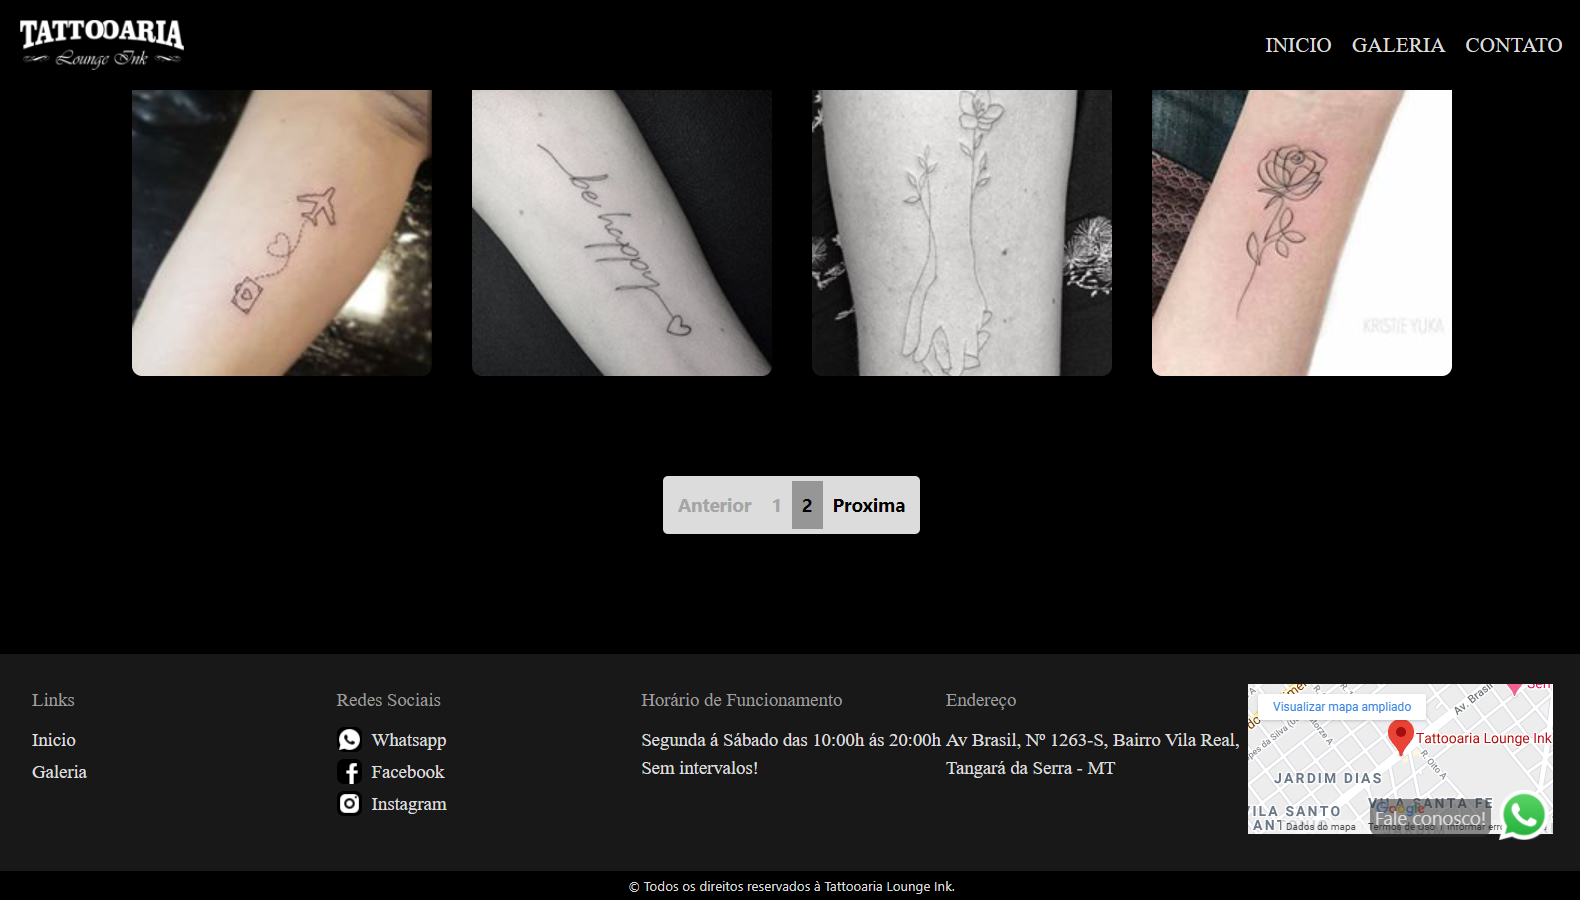 TATTOOARIA
Lounge Ink
INICIO GALERIA CONTATO
be happy
KRISTIE YUKA
Anterior 1 2 Proxima
Links
Inicio
Galeria
Redes Sociais
Whatsapp
Facebook
Instagram
Horário de Funcionamento
Segunda á Sábado das 10:00h ás 20:00h
Sem intervalos!
Endereço
Av Brasil, Nº 1263-S, Bairro Vila Real,
Tangará da Serra - MT
Visualizar mapa ampliado
Av. Brasil
Tattooaria Lounge Ink
R. Oito A
JARDIM DIAS
VILA SANTA FE
VILA SANTO
Google
Fale conosco!
Dados do mapa
Termos de Uso
© Todos os direitos reservados à Tattooaria Lounge Ink.